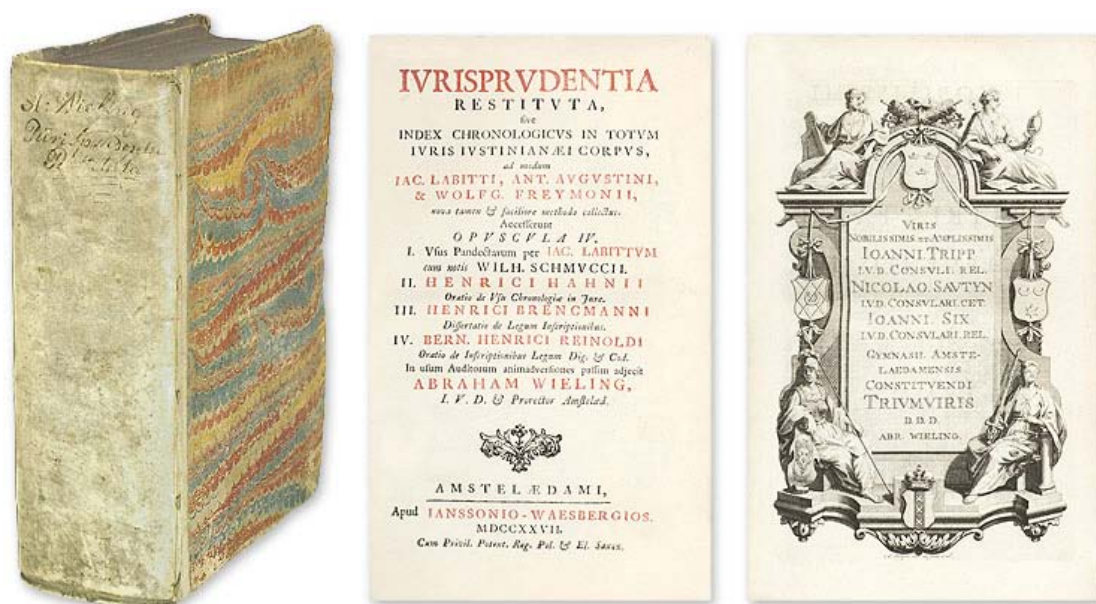 A. Wieling
IVRISPRVDENTIA
RESTITVTA,
sive
INDEX CHRONOLOGICVS IN TOTVM
IVRIS IVSTINIANÆI CORPVS,
ad modum
IAC. LABITTI, ANT. AVGVSTINI,
& WOLFG. FREYMONII,
nova tamen & faciliore methodo collectus.
Accesserunt
OPVSCVLA IV.
I. Vsus Pandectarum per IAC. LABITTVM
cum notis WILH. SCHMVCCII.
II. HENRICI HAHNII
Oratio de Usu Chronologiæ in Jure.
III. HENRICI BRENCMANNI
Dissertatio de Legum Inscriptionibus.
IV. BERN. HENRICI REINOLDI
Oratio de Inscriptionibus Legum Dig. & Cod.
In usum Auditorum animadversiones passim adjecit
ABRAHAM WIELING,
I. V. D. & Prorector Amstelæd.
AMSTELÆDAMI,
Apud IANSSONIO-WAESBERGIOS.
MDCCXXVII.
Cum Privil. Potent. Reg. Pol. & El. Saxon.
VIRIS
NOBILISSIMIS ET AMPLISSIMIS
IOANNI. TRIPP
I.V.D. CONSVLI. REL.
NICOLAO. SAVTYN
I.V.D. CONSVLARI. CET.
IOANNI. SIX
I.V.D. CONSVLARI. REL.
GYMNASII AMSTE-
LAEDAMENSIS
CONSTITVENDI
TRIVMVIRIS
D.D.D.
ABR. WIELING.